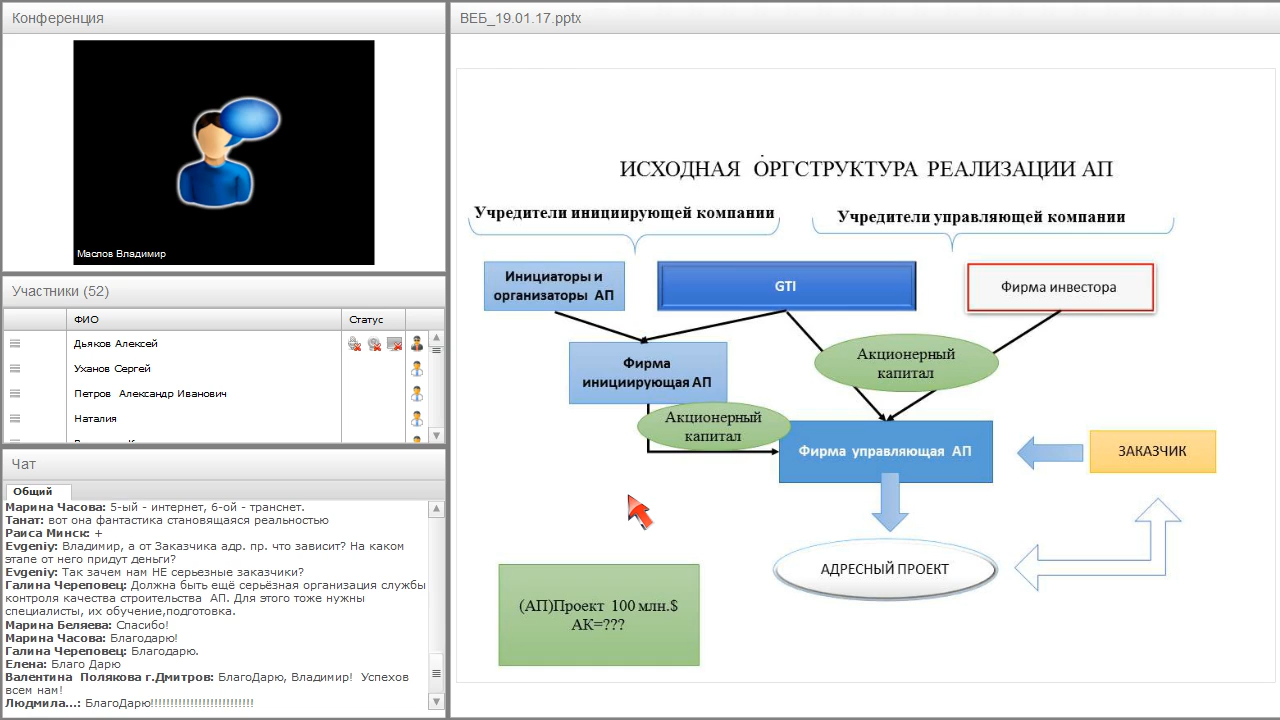 Конференция
Маслов Владимир
Участники (52)
ФИО
Статус
Дьяков Алексей
Уханов Сергей
Петров Александр Иванович
Наталия
Чат
Общий
Марина Часова: 5-ый - интернет, 6-ой - транснет.
Танат: вот она фантастика становящаяся реальностью
Раиса Минск: +
Evgeniy: Владимир, а от Заказчика адр. пр. что зависит? На каком
этапе от него придут деньги?
Evgeniy: Так зачем нам НЕ серьезные заказчики?
Галина Череповец: Должна быть ещё серьёзная организация службы
контроля качества строительства АП. Для этого тоже нужны
специалисты, их обучение,подготовка.
Марина Беляева: Спасибо!
Марина Часова: Благодарю!
Галина Череповец: Благодарю.
Елена: Благо Дарю
Валентина Полякова г.Дмитров: БлагоДарю, Владимир! Успехов
всем нам!
Людмила...: БлагоДарю!!!!!!!!!!!!!!!!!!!!!!!!!!
ВЕБ_19.01.17.pptx
ИСХОДНАЯ ОРГСТРУКТУРА РЕАЛИЗАЦИИ АП
Учредители инициирующей компании
Учредители управляющей компании
Инициаторы и
организаторы АП
GTI
Фирма инвестора
Фирма
инициирующая АП
Акционерный
капитал
Акционерный
капитал
Фирма управляющая АП
ЗАКАЗЧИК
АДРЕСНЫЙ ПРОЕКТ
(АП)Проект 100 млн.$
АК=???